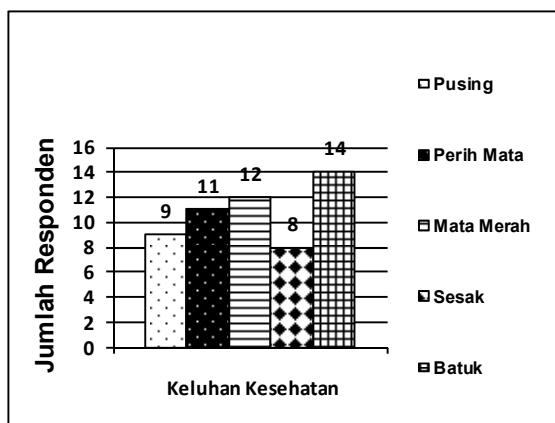 Jumlah Responden
16
14
12
10
8
6
4
2
0
9
11
12
8
14
Keluhan Kesehatan
Pusing
Perih Mata
Mata Merah
Sesak
Batuk